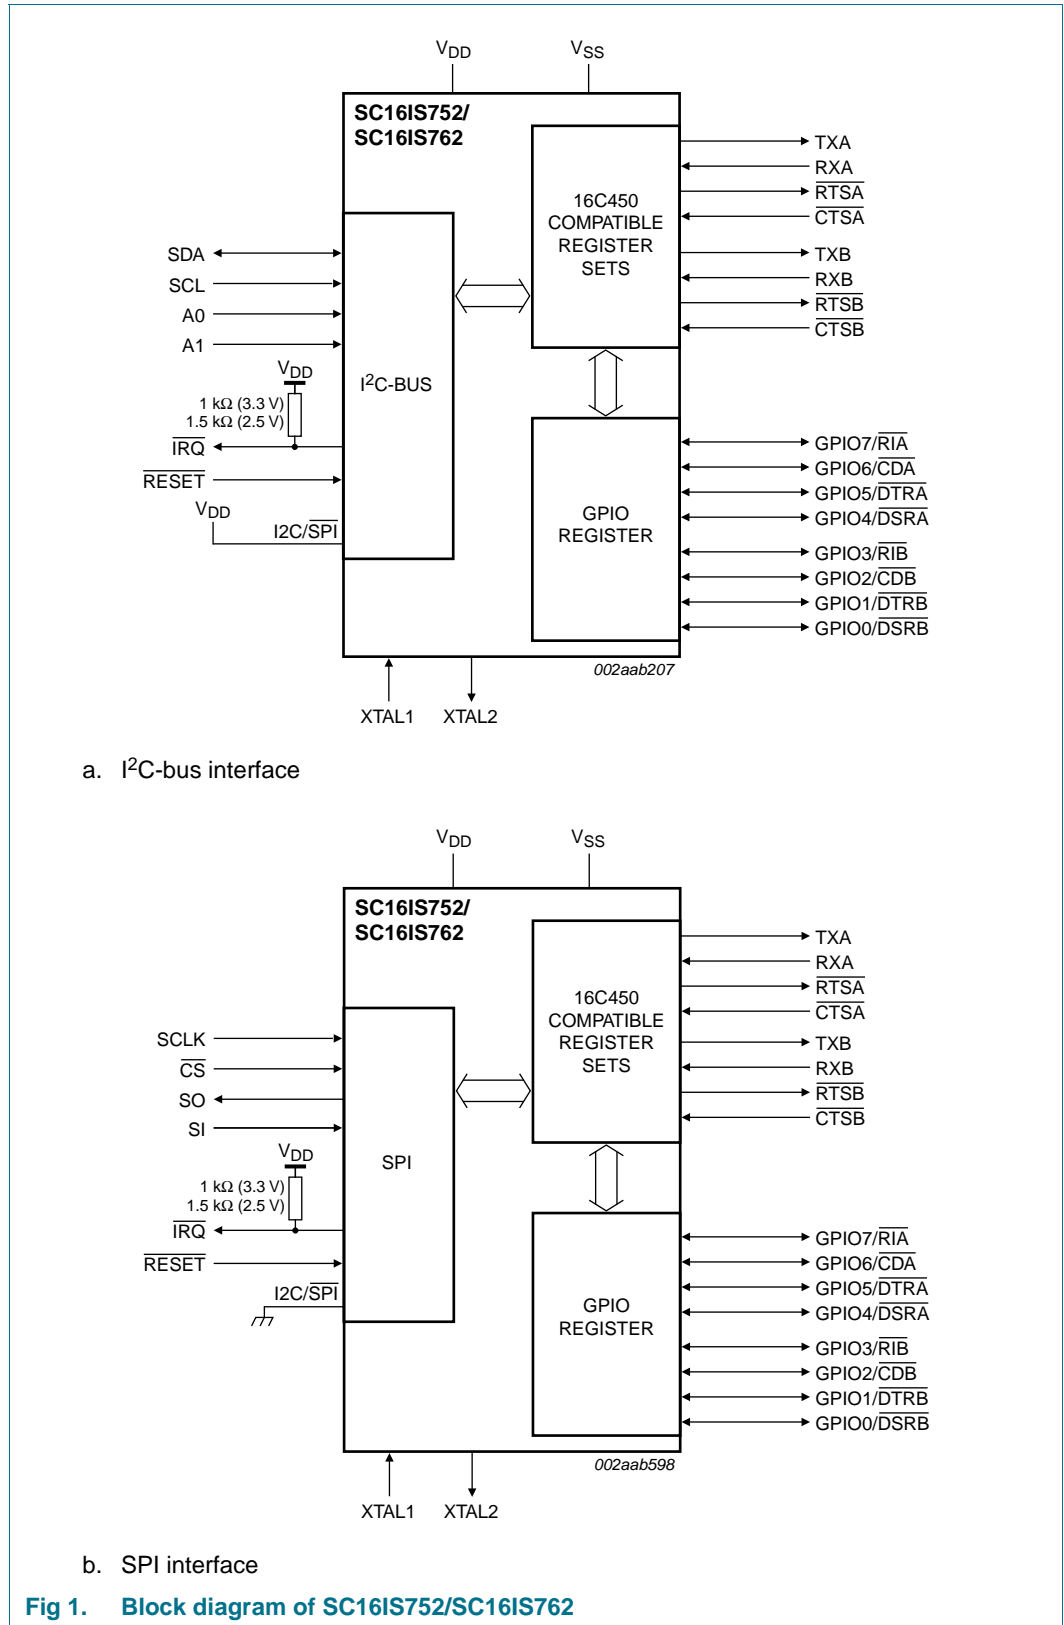 VDD
VSS
SC16IS752/
SC16IS762
16C450
COMPATIBLE
REGISTER
SETS
TXA
RXA
RTSA
CTSA
TXB
RXB
RTSB
CTSB
SDA
SCL
A0
A1
VDD
1 kΩ (3.3 V)
1.5 kΩ (2.5 V)
IRQ
RESET
VDD
I2C/SPI
I2C-BUS
GPIO
REGISTER
GPIO7/RIA
GPIO6/CDA
GPIO5/DTRA
GPIO4/DSRA
GPIO3/RIB
GPIO2/CDB
GPIO1/DTRB
GPIO0/DSRB
002aab207
XTAL1
XTAL2
a. I2C-bus interface
VDD
VSS
SC16IS752/
SC16IS762
16C450
COMPATIBLE
REGISTER
SETS
TXA
RXA
RTSA
CTSA
TXB
RXB
RTSB
CTSB
SCLK
CS
SO
SI
VDD
1 kΩ (3.3 V)
1.5 kΩ (2.5 V)
IRQ
RESET
I2C/SPI
SPI
GPIO
REGISTER
GPIO7/RIA
GPIO6/CDA
GPIO5/DTRA
GPIO4/DSRA
GPIO3/RIB
GPIO2/CDB
GPIO1/DTRB
GPIO0/DSRB
002aab598
XTAL1
XTAL2
b. SPI interface
Fig 1. Block diagram of SC16IS752/SC16IS762